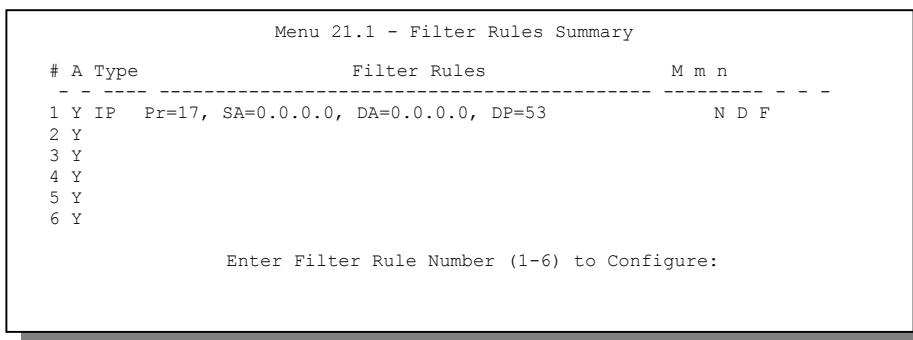 Menu 21.1 - Filter Rules Summary
# A Type Filter Rules M m n
- - ---- -------------------------------------------- --------- - - -
1 Y IP Pr=17, SA=0.0.0.0, DA=0.0.0.0, DP=53 N D F
2 Y
3 Y
4 Y
5 Y
6 Y
Enter Filter Rule Number (1-6) to Configure: